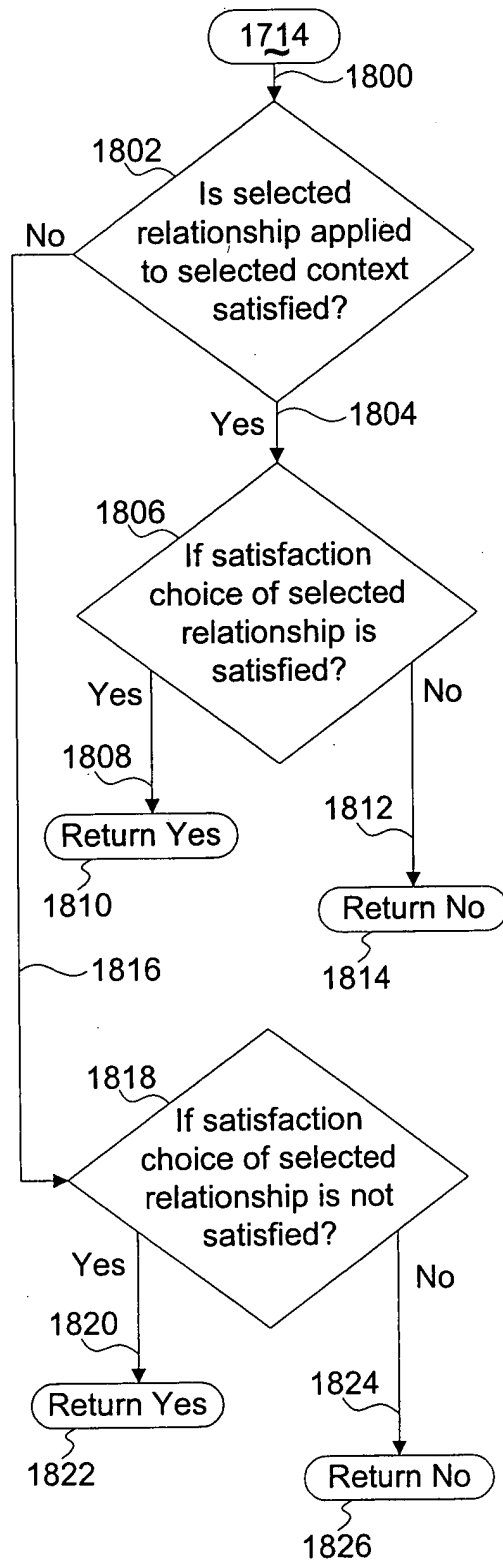 1714
1800
1802
No
Is selected
relationship applied
to selected context
satisfied?
Yes
1804
1806
If satisfaction
choice of selected
relationship is
satisfied?
Yes
No
1808
1812
Return Yes
1810
Return No
1814
1816
1818
If satisfaction
choice of selected
relationship is not
satisfied?
Yes
No
1820
1824
Return Yes
1822
Return No
1826